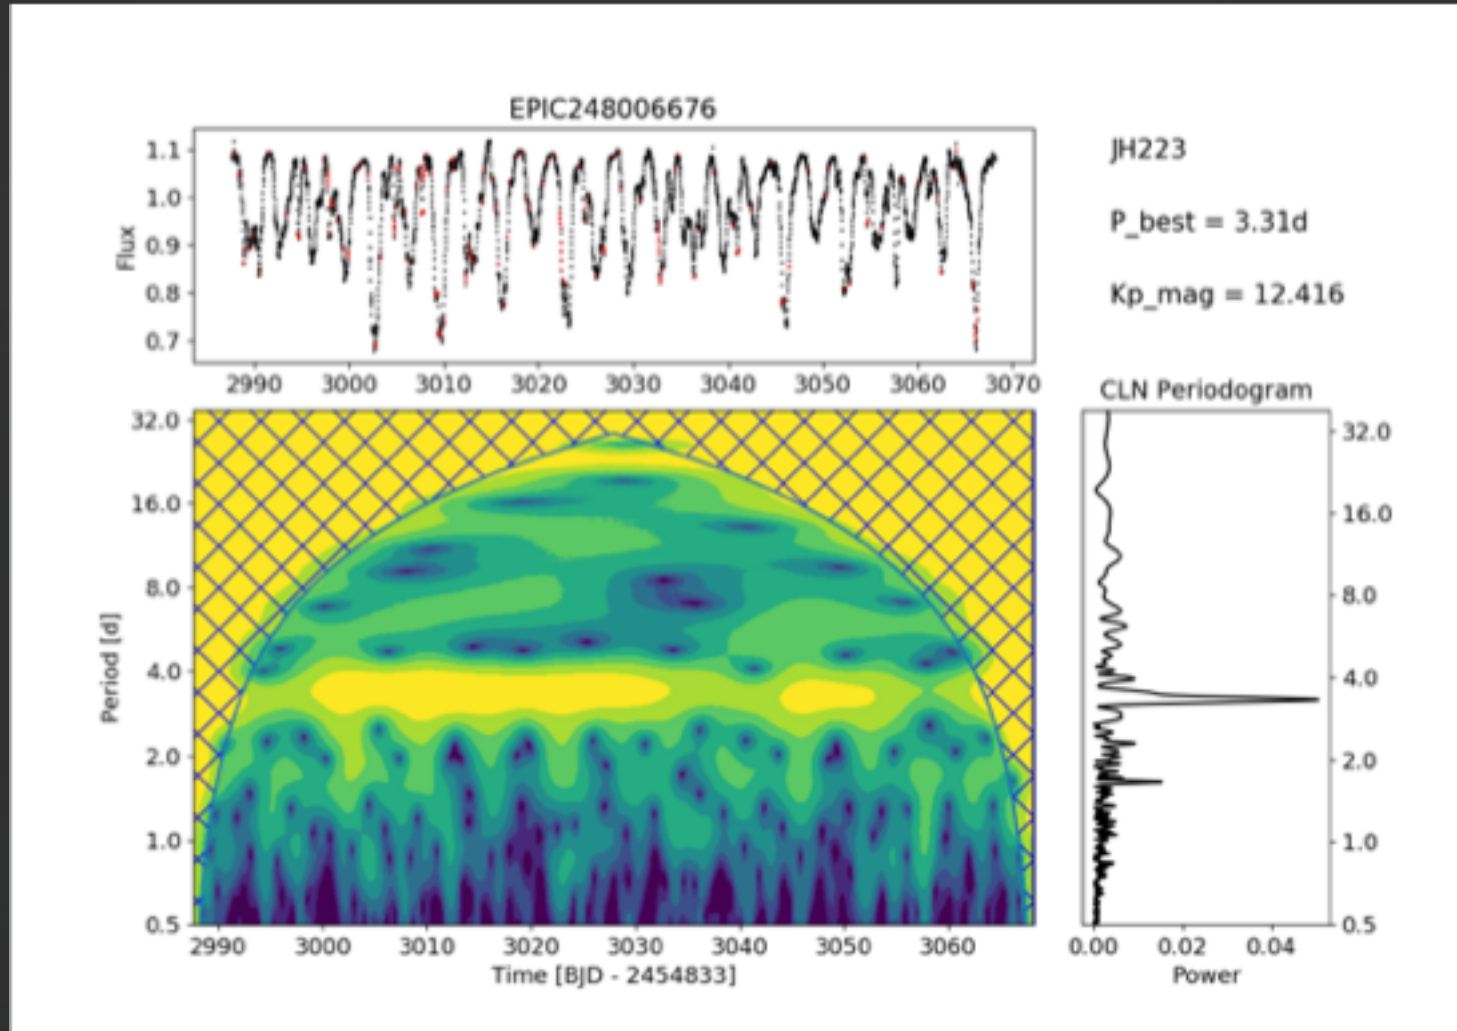 EPIC248006676
1.1
1.0
0.9
0.8
0.7
Flux
2990 3000 3010 3020 3030 3040 3050 3060 3070
JH223
P_best = 3.31d
Kp_mag = 12.416
32.0
16.0
8.0
4.0
2.0
1.0
0.5
Period [d]
2990 3000 3010 3020 3030 3040 3050 3060
Time [BJD - 2454833]
CLN Periodogram
32.0
16.0
8.0
4.0
2.0
1.0
0.5
0.00 0.02 0.04
Power